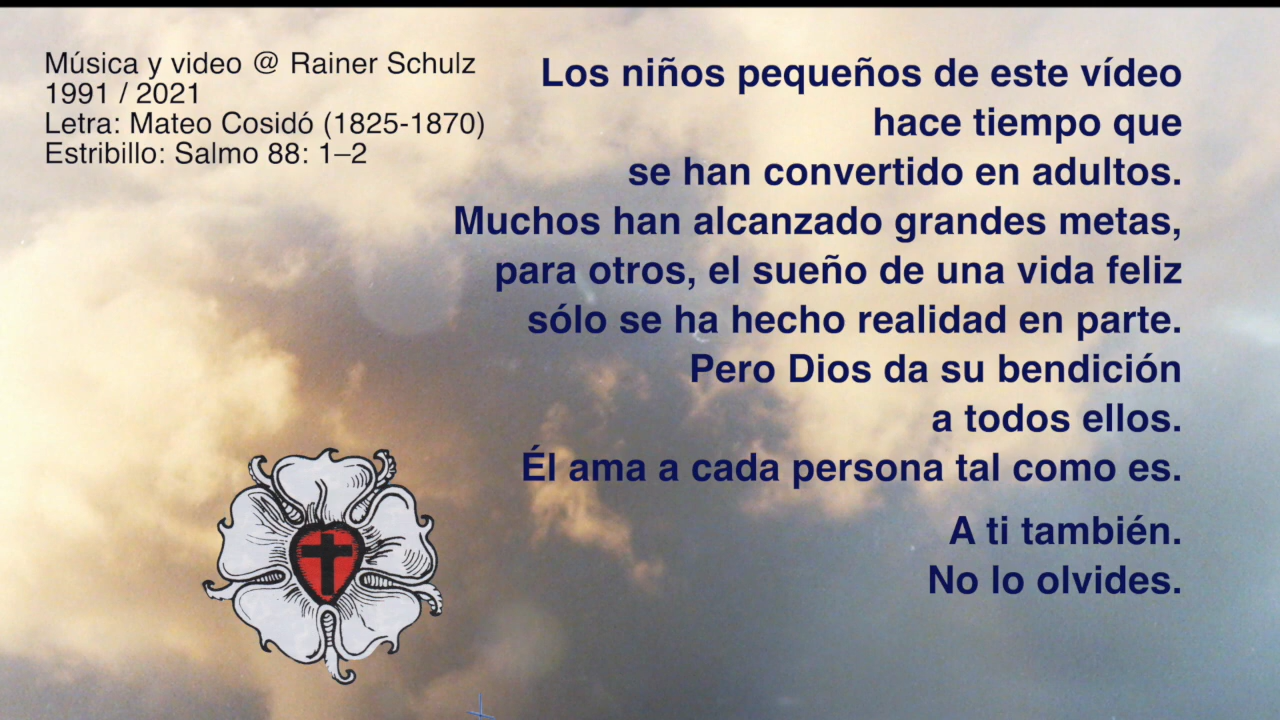 Música y video @ Rainer Schulz
1991 / 2021
Letra: Mateo Cosidó (1825-1870)
Estribillo: Salmo 88: 1–2
Los niños pequeños de este vídeo
hace tiempo que
se han convertido en adultos.
Muchos han alcanzado grandes metas,
para otros, el sueño de una vida feliz
sólo se ha hecho realidad en parte.
Pero Dios da su bendición
a todos ellos.
Él ama a cada persona tal como es.
A ti también.
No lo olvides.